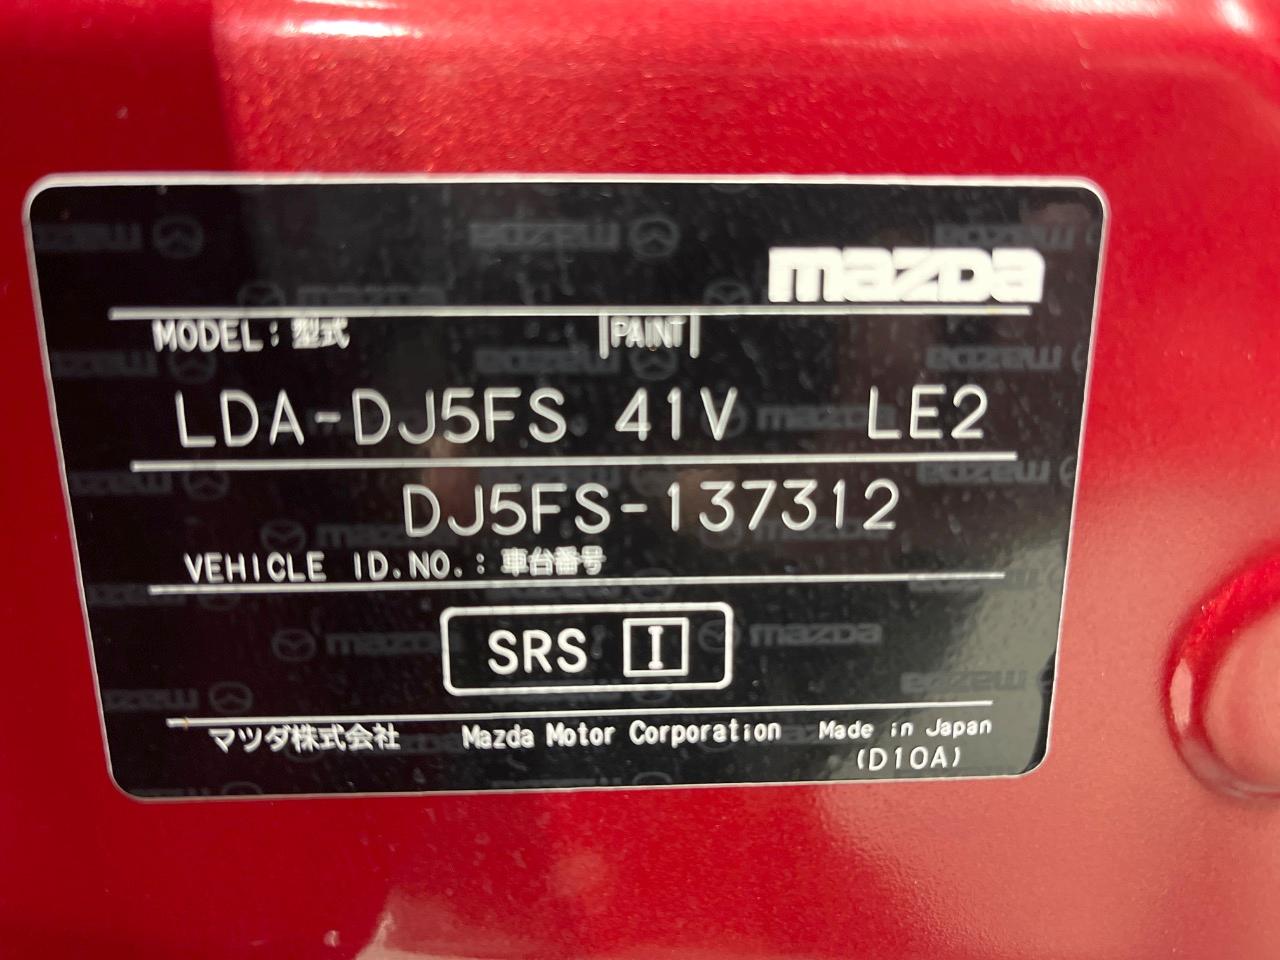 mazda
MODEL: 型式 PAINT
LDA-DJ5FS 41V LE2
DJ5FS-137312
VEHICLE ID.NO.: 車台番号
SRS I
マツダ株式会社 Mazda Motor Corporation Made in Japan
(D10A)